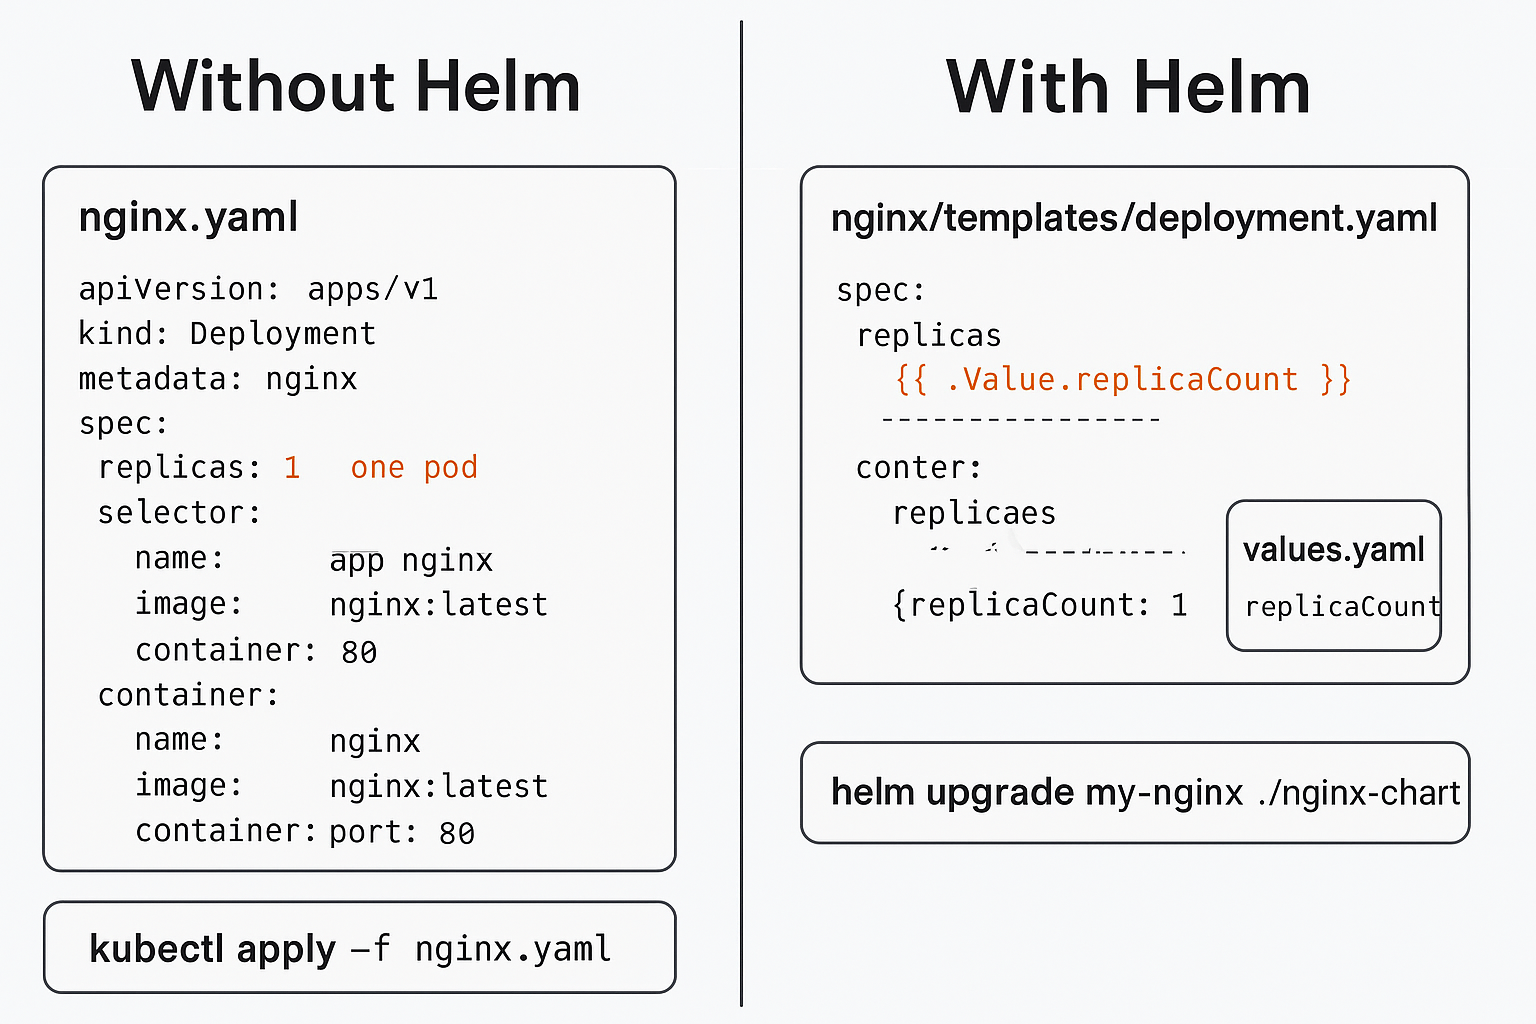 Without Helm
nginx.yaml
apiVersion: apps/v1
kind: Deployment
metadata: nginx
spec:
replicas: 1 one pod
selector:
name: app nginx
image: nginx:latest
container: 80
container:
name: nginx
image: nginx:latest
container: port: 80
kubectl apply –f nginx.yaml
With Helm
nginx/templates/deployment.yaml
spec:
replicas
{{ .Value.replicaCount }}
----------------
conter:
replicaes
{replicaCount: 1
values.yaml
replicaCount
helm upgrade my-nginx ./nginx-chart